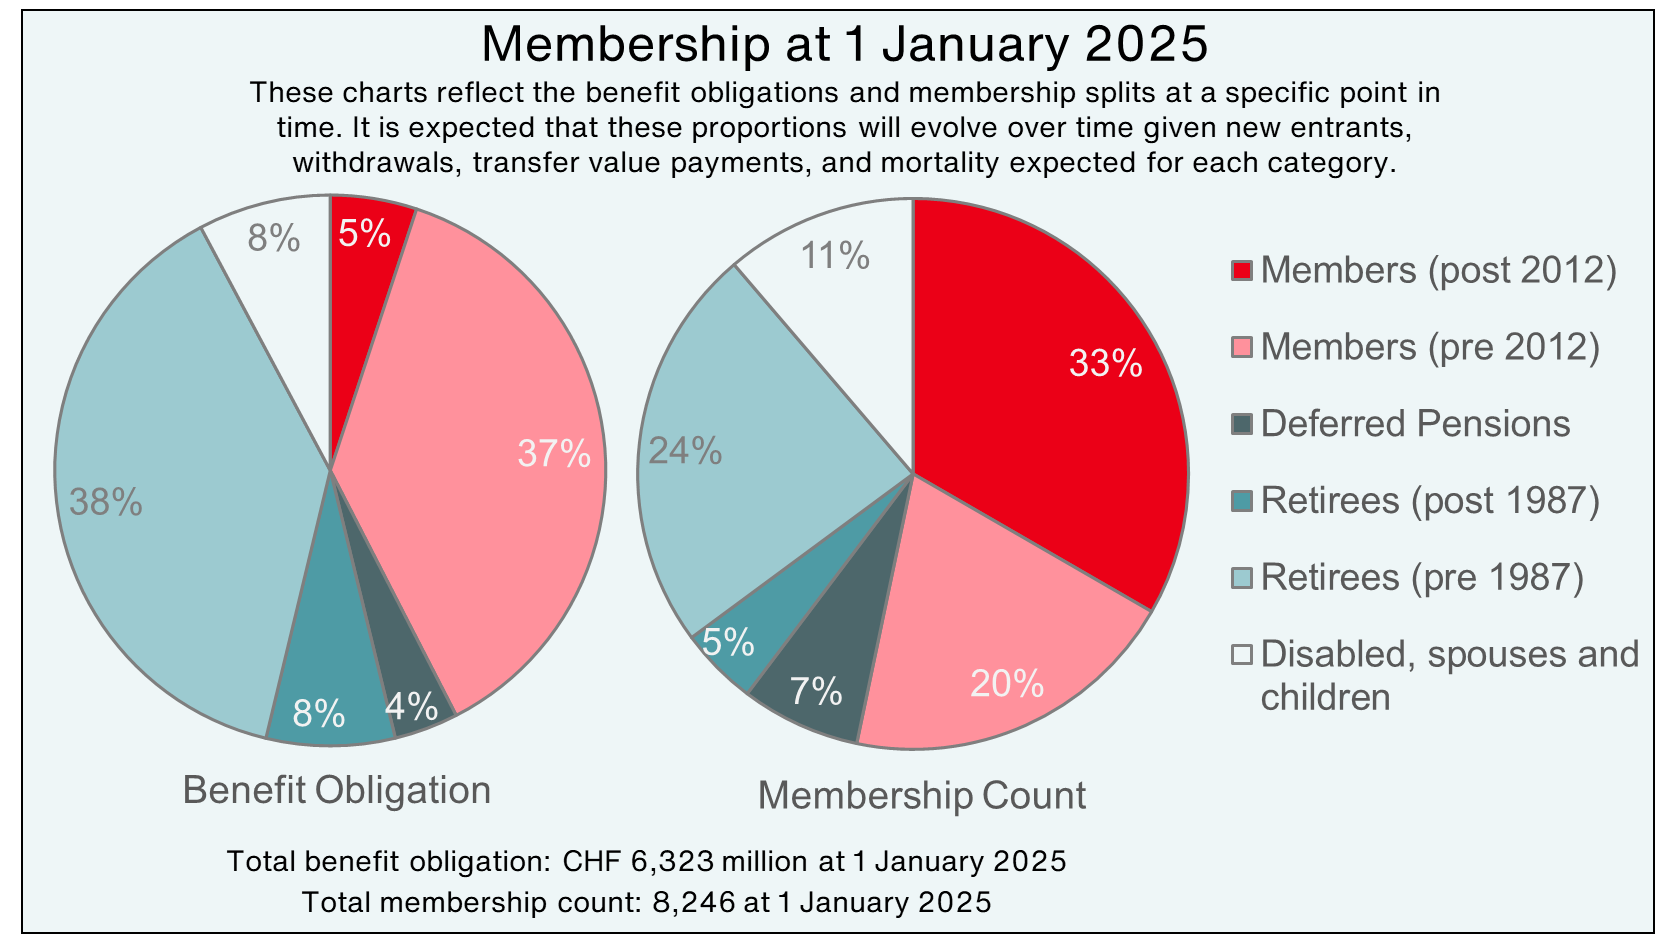 Membership at 1 January 2025
These charts reflect the benefit obligations and membership splits at a specific point in
time. It is expected that these proportions will evolve over time given new entrants,
withdrawals, transfer value payments, and mortality expected for each category.
8%
5%
37%
38%
8%
4%
Benefit Obligation
11%
33%
24%
5%
7%
20%
Membership Count
Members (post 2012)
Members (pre 2012)
Deferred Pensions
Retirees (post 1987)
Retirees (pre 1987)
Disabled, spouses and
children
Total benefit obligation: CHF 6,323 million at 1 January 2025
Total membership count: 8,246 at 1 January 2025